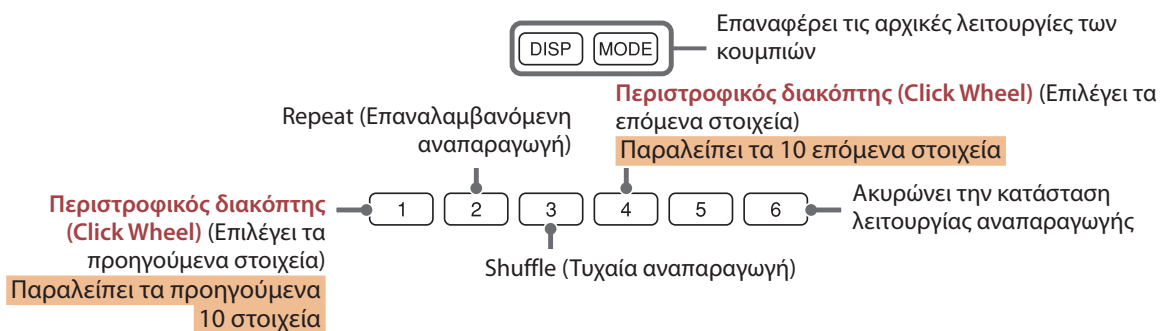 DISP MODE
Επαναφέρει τις αρχικές λειτουργίες των
κουμπιών
Repeat (Επαναλαμβανόμενη
αναπαραγωγή)
Περιστροφικός διακόπτης (Click Wheel) (Επιλέγει τα
επόμενα στοιχεία)
Παραλείπει τα 10 επόμενα στοιχεία
Περιστροφικός διακόπτης
(Click Wheel) (Επιλέγει τα
προηγούμενα στοιχεία)
Παραλείπει τα προηγούμενα
10 στοιχεία
1 2 3 4 5 6
Ακυρώνει την κατάσταση
λειτουργίας αναπαραγωγής
Shuffle (Τυχαία αναπαραγωγή)